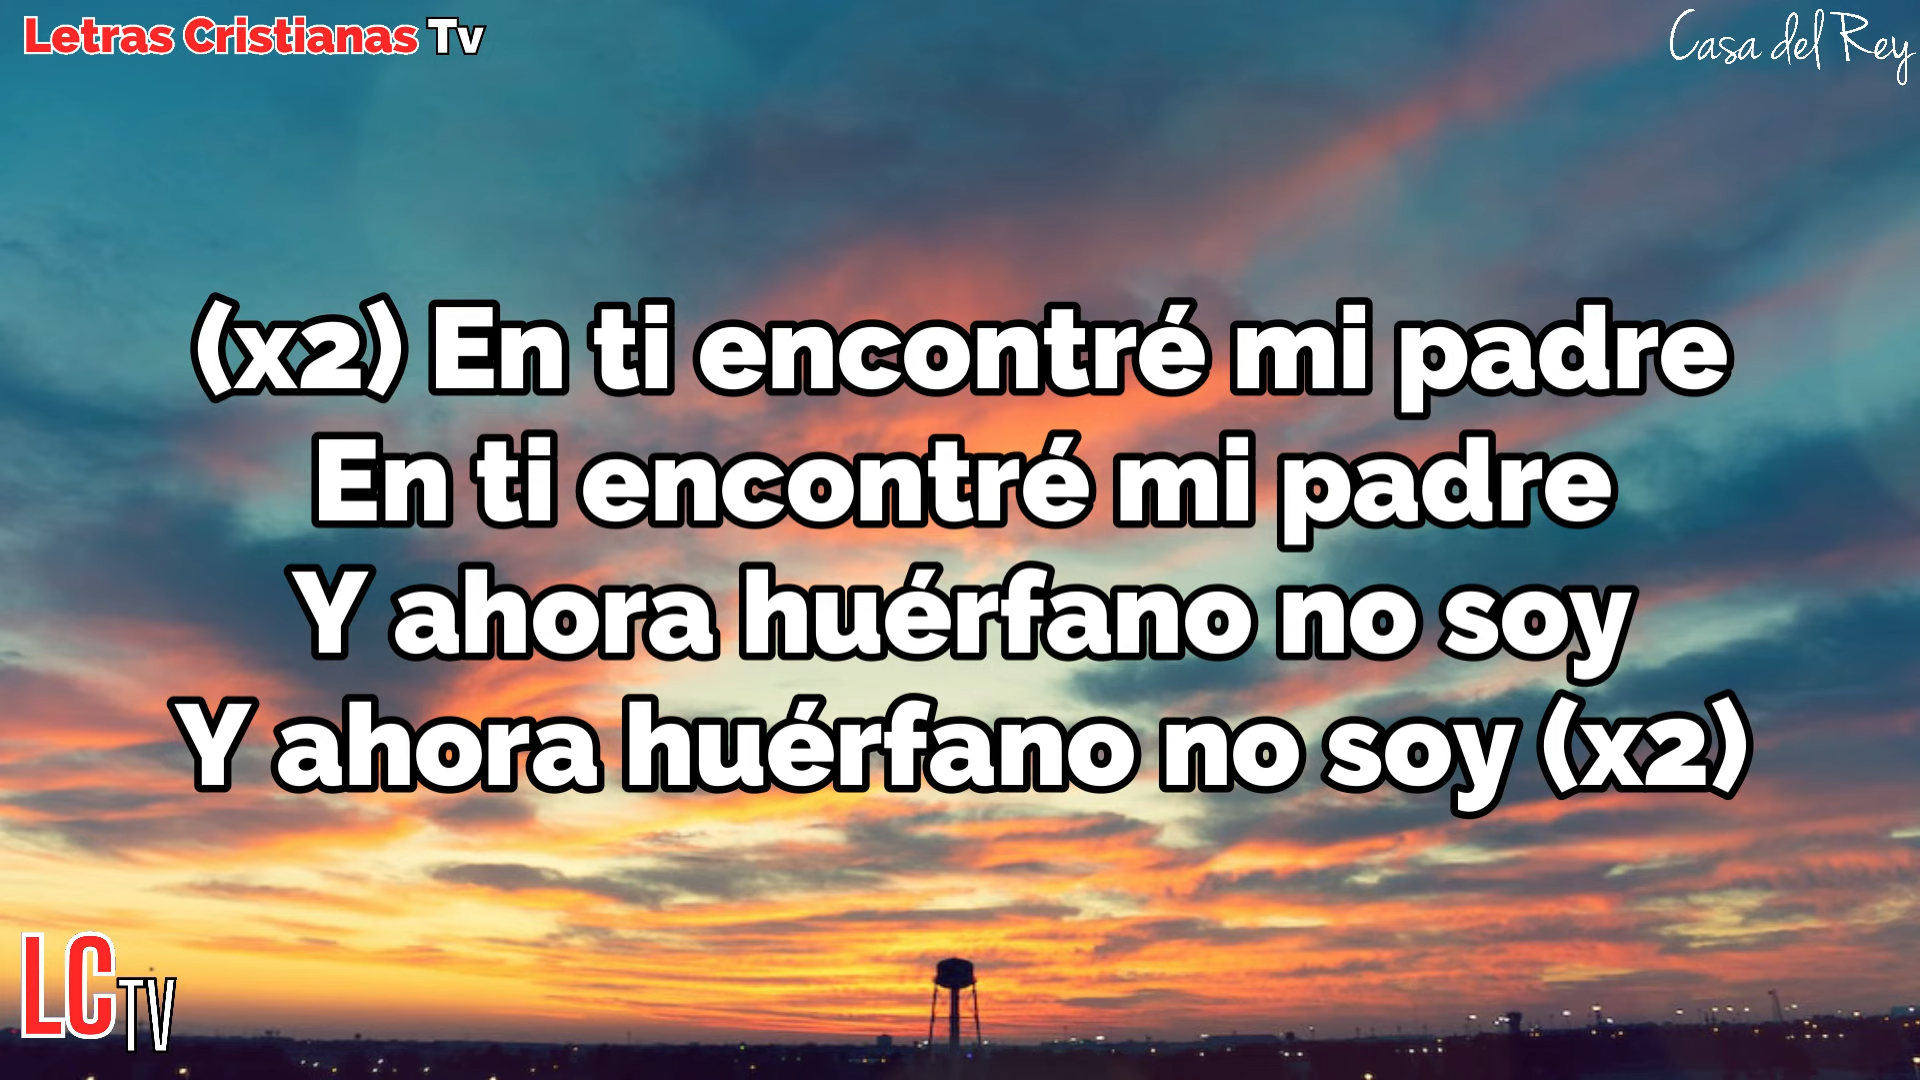 Letras Cristianas Tv
Casa del Rey
(x2) En ti encontré mi padre
En ti encontré mi padre
Y ahora huérfano no soy
Y ahora huérfano no soy (x2)
LC TV